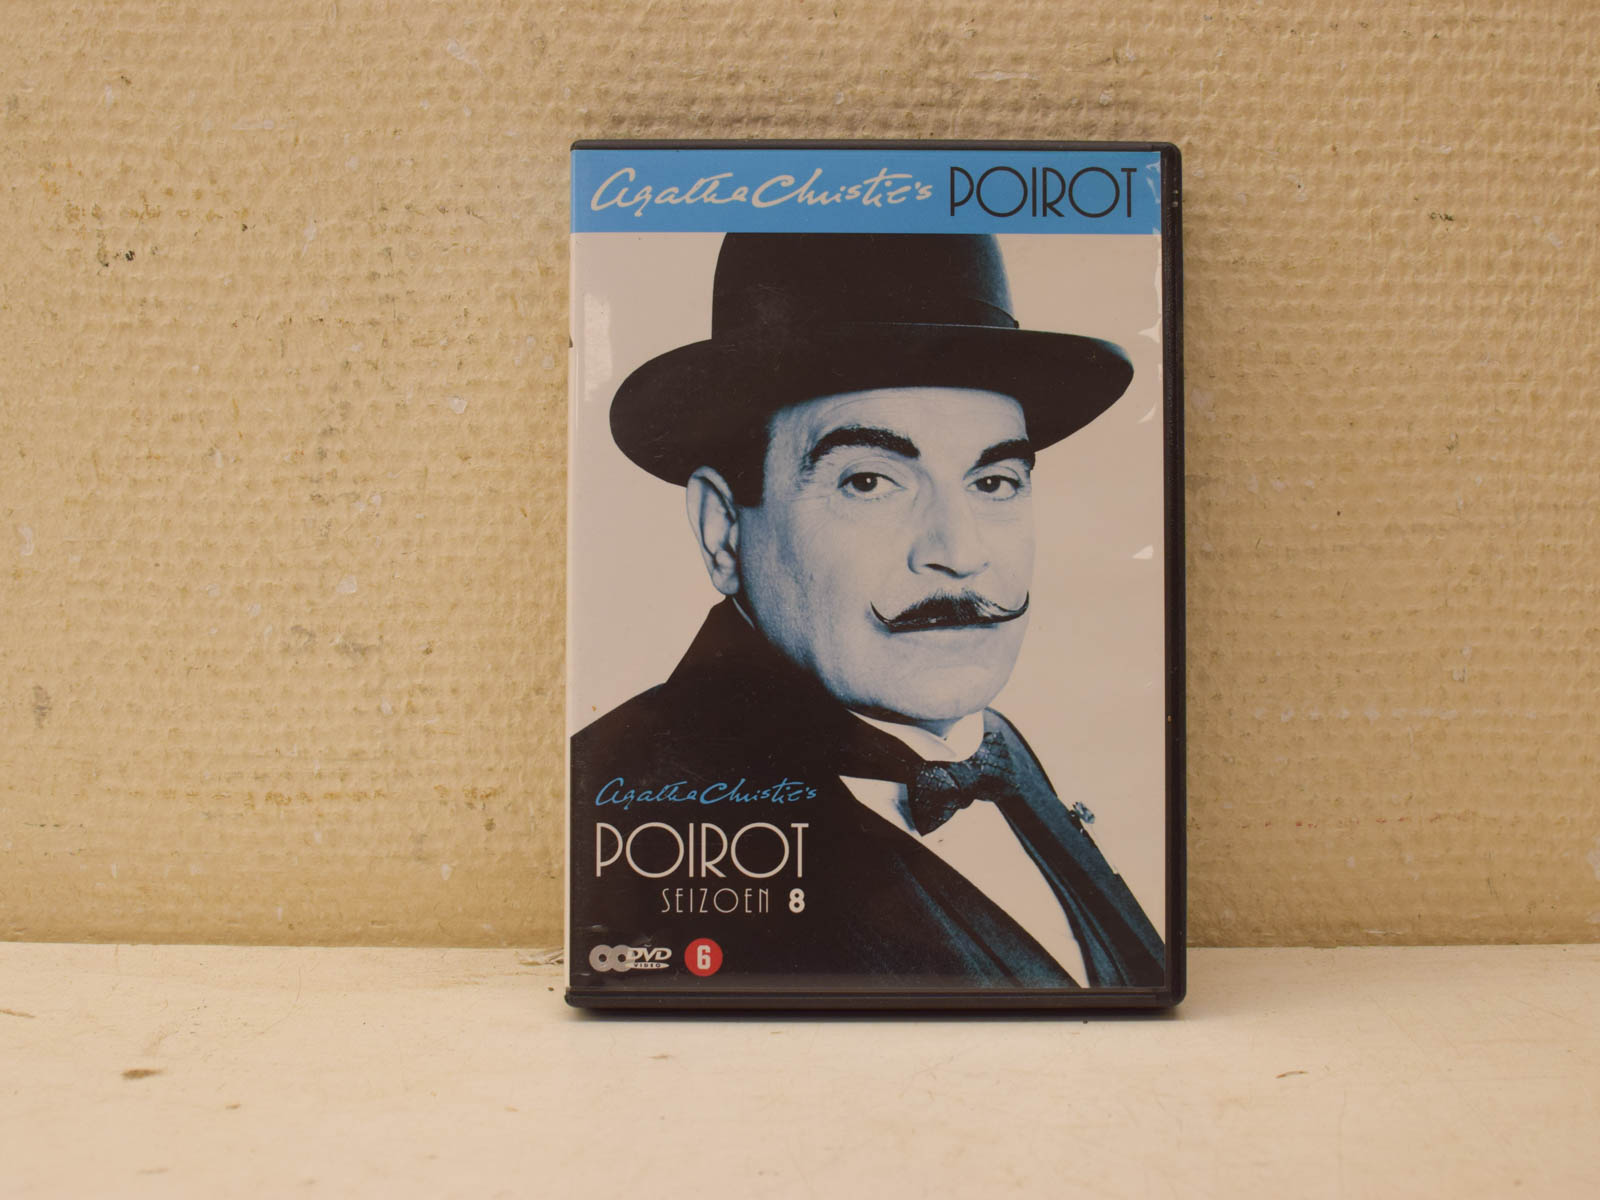 Agatha Christie's POIROT
Agatha Christie's
POIROT
SEIZOEN 8
DVD
VIDEO
6